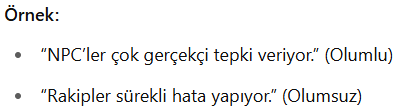 Örnek:
• “NPC’ler çok gerçekçi tepki veriyor.” (Olumlu)
• “Rakipler sürekli hata yapıyor.” (Olumsuz)